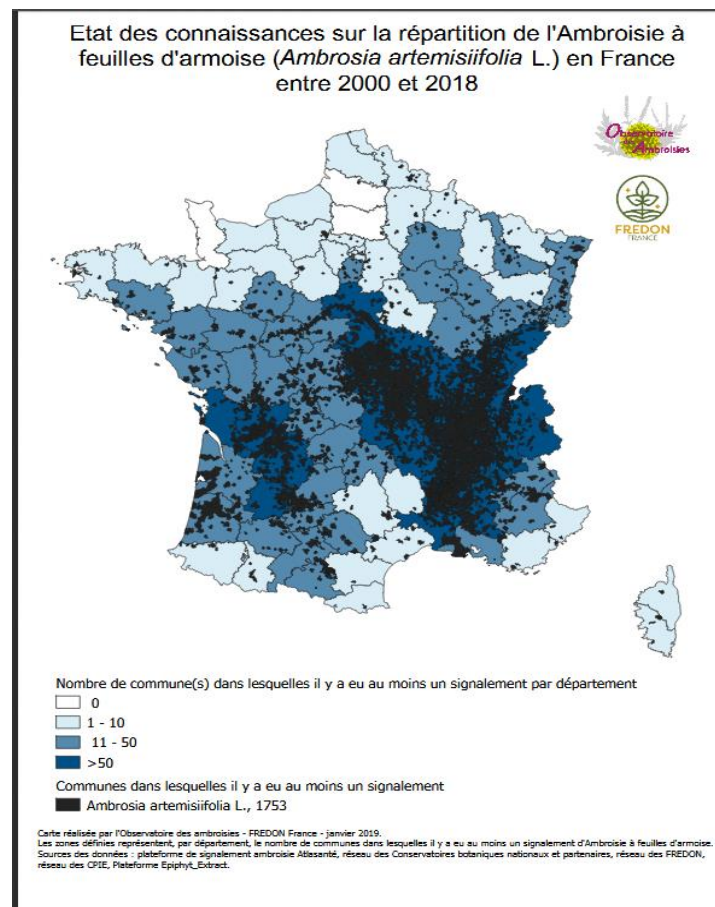 Etat des connaissances sur la répartition de l'Ambroisie à
feuilles d'armoise (Ambrosia artemisiifolia L.) en France
entre 2000 et 2018
Observatoire
des
Ambroisies
FREDON
FRANCE
Nombre de commune(s) dans lesquelles il y a eu au moins un signalement par département
0
1 - 10
11 - 50
>50
Communes dans lesquelles il y a eu au moins un signalement
Ambrosia artemisiifolia L., 1753
Carte réalisée par l'Observatoire des ambroisies - FREDON France - janvier 2019.
Les zones définies représentent, par département, le nombre de communes dans lesquelles il y a eu au moins un signalement d'Ambroisie à feuilles d'armoise.
Sources des données : plateforme de signalement ambroisie Atlasanté, réseau des Conservatoires botaniques nationaux et partenaires, réseau des FREDON,
réseau des CPIE, Plateforme Epiphyt_Extract.